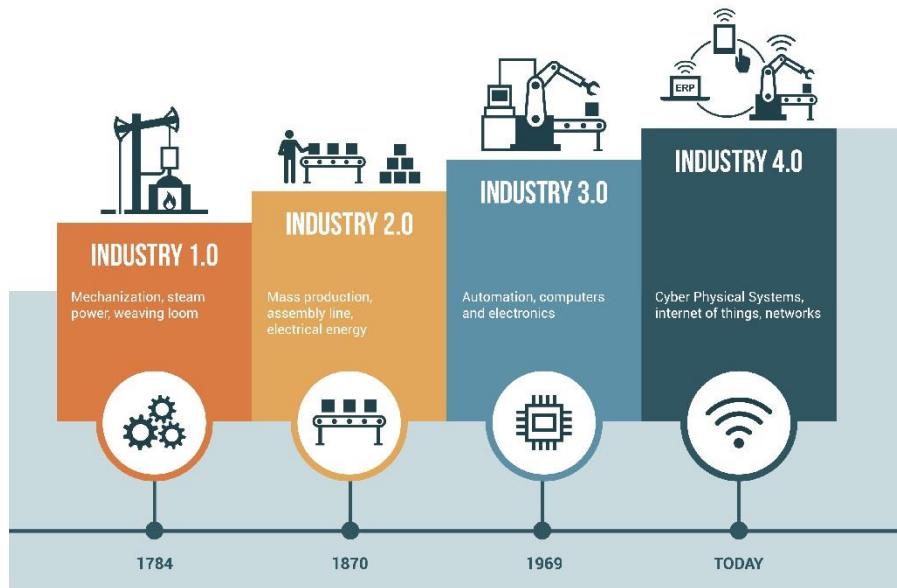 ERP
INDUSTRY 1.0
Mechanization, steam
power, weaving loom
INDUSTRY 2.0
Mass production,
assembly line,
electrical energy
INDUSTRY 3.0
Automation, computers
and electronics
INDUSTRY 4.0
Cyber Physical Systems,
internet of things, networks
1784
1870
1969
TODAY